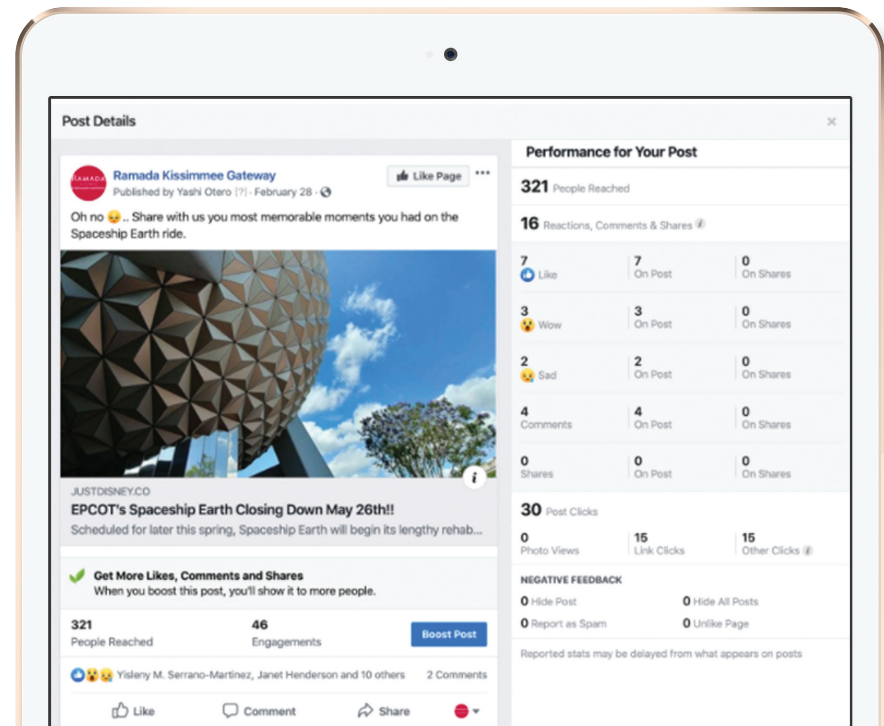 Post Details ×
RAMADA
Ramada Kissimmee Gateway
Published by Yashi Otero [?] · February 28 ·
Like Page
Oh no 😢.. Share with us you most memorable moments you had on the
Spaceship Earth ride.
i
JUSTDISNEY.CO
EPCOT's Spaceship Earth Closing Down May 26th!!
Scheduled for later this spring, Spaceship Earth will begin its lengthy rehab...
Get More Likes, Comments and Shares
When you boost this post, you'll show it to more people.
321 46
People Reached Engagements
Boost Post
Yisleny M. Serrano-Martinez, Janet Henderson and 10 others 2 Comments
Like Comment Share
Performance for Your Post
321 People Reached
16 Reactions, Comments & Shares i
7 7 0
Like On Post On Shares
3 3 0
Wow On Post On Shares
2 2 0
Sad On Post On Shares
4 4 0
Comments On Post On Shares
0 0 0
Shares On Post On Shares
30 Post Clicks
0 15 15
Photo Views Link Clicks Other Clicks i
NEGATIVE FEEDBACK
0 Hide Post 0 Hide All Posts
0 Report as Spam 0 Unlike Page
Reported stats may be delayed from what appears on posts